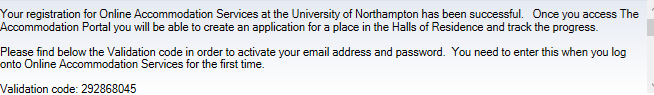 Your registration for Online Accommodation Services at the University of Northampton has been successful.   Once you access The
Accommodation Portal you will be able to create an application for a place in the Halls of Residence and track the progress.
Please find below the Validation code in order to activate your email address and password.  You need to enter this when you log
onto Online Accommodation Services for the first time.
Validation code: 292868045